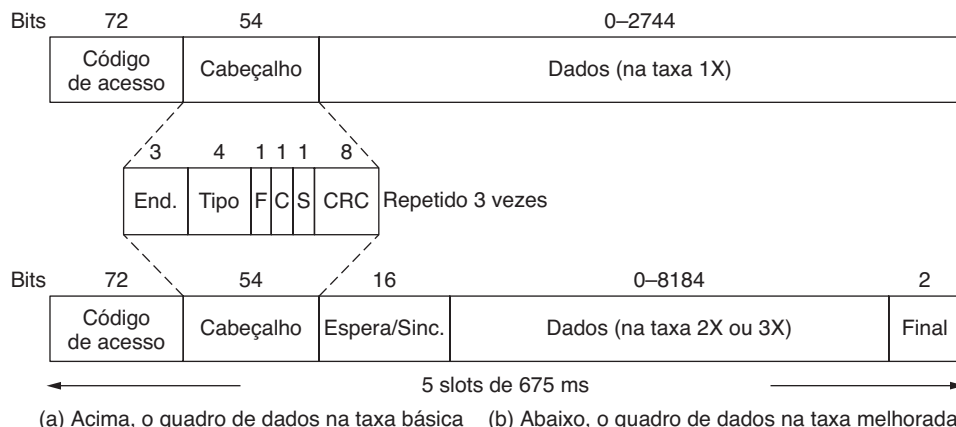 Bits 72 54 0–2744
Código de acesso Cabeçalho Dados (na taxa 1X)
3 4 1 1 1 8
End. Tipo F C S CRC Repetido 3 vezes
Bits 72 54 16 0–8184 2
Código de acesso Cabeçalho Espera/Sinc. Dados (na taxa 2X ou 3X) Final
5 slots de 675 ms
(a) Acima, o quadro de dados na taxa básica (b) Abaixo, o quadro de dados na taxa melhorada